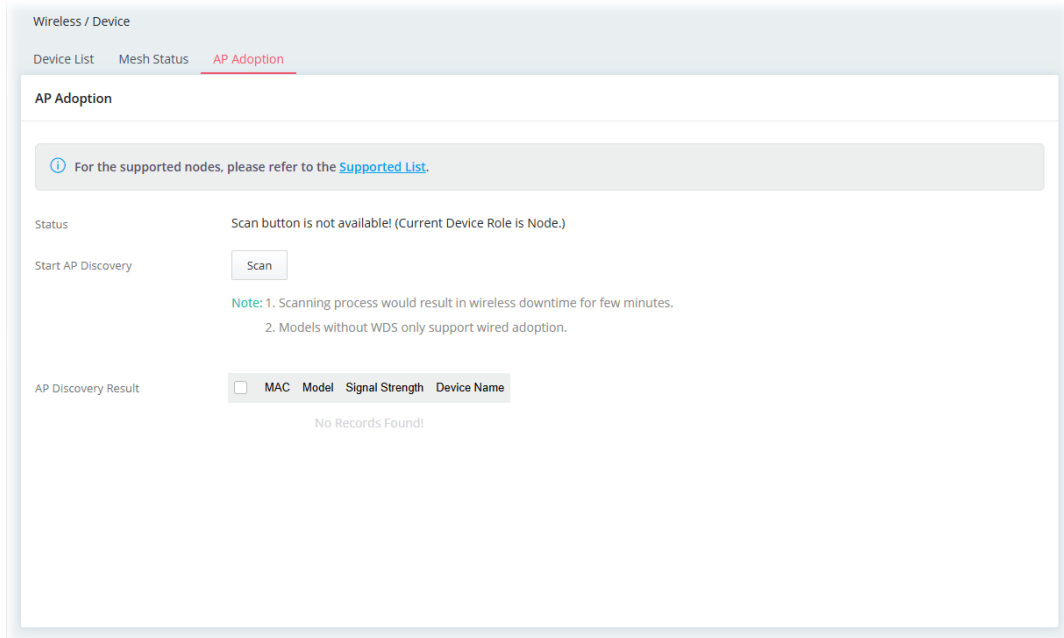 Wireless / Device
Device List Mesh Status AP Adoption
AP Adoption
For the supported nodes, please refer to the Supported List.
Status Scan button is not available! (Current Device Role is Node.)
Start AP Discovery Scan
Note: 1. Scanning process would result in wireless downtime for few minutes.
2. Models without WDS only support wired adoption.
AP Discovery Result MAC Model Signal Strength Device Name
No Records Found!